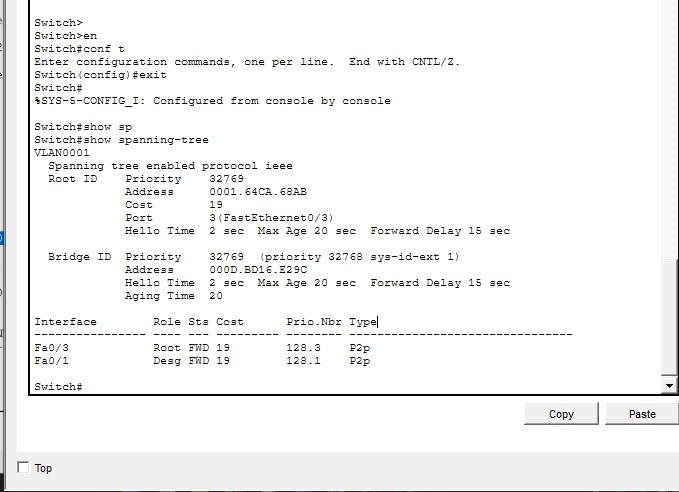 Switch>
Switch>en
Switch#conf t
Enter configuration commands, one per line.  End with CNTL/Z.
Switch(config)#exit
Switch#
%SYS-5-CONFIG_I: Configured from console by console
Switch#show sp
Switch#show spanning-tree
VLAN0001
  Spanning tree enabled protocol ieee
  Root ID    Priority    32769
             Address     0001.64CA.68AB
             Cost        19
             Port        3(FastEthernet0/3)
             Hello Time  2 sec  Max Age 20 sec  Forward Delay 15 sec
  Bridge ID  Priority    32769  (priority 32768 sys-id-ext 1)
             Address     000D.BD16.E29C
             Hello Time  2 sec  Max Age 20 sec  Forward Delay 15 sec
             Aging Time  20
Interface        Role Sts Cost      Prio.Nbr Type
---------------- ---- --- --------- -------- --------------------------------
Fa0/3            Root FWD 19        128.3    P2p
Fa0/1            Desg FWD 19        128.1    P2p
Switch#
Copy Paste
Top